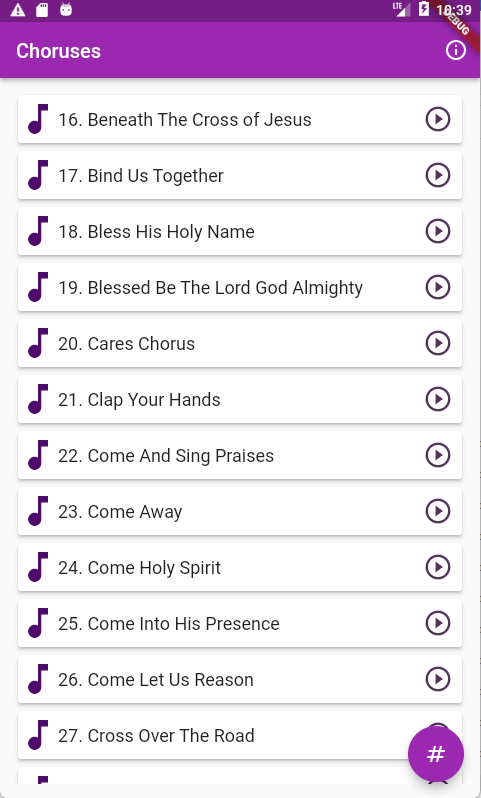 LTE 10:39
Choruses
16. Beneath The Cross of Jesus
17. Bind Us Together
18. Bless His Holy Name
19. Blessed Be The Lord God Almighty
20. Cares Chorus
21. Clap Your Hands
22. Come And Sing Praises
23. Come Away
24. Come Holy Spirit
25. Come Into His Presence
26. Come Let Us Reason
27. Cross Over The Road
#